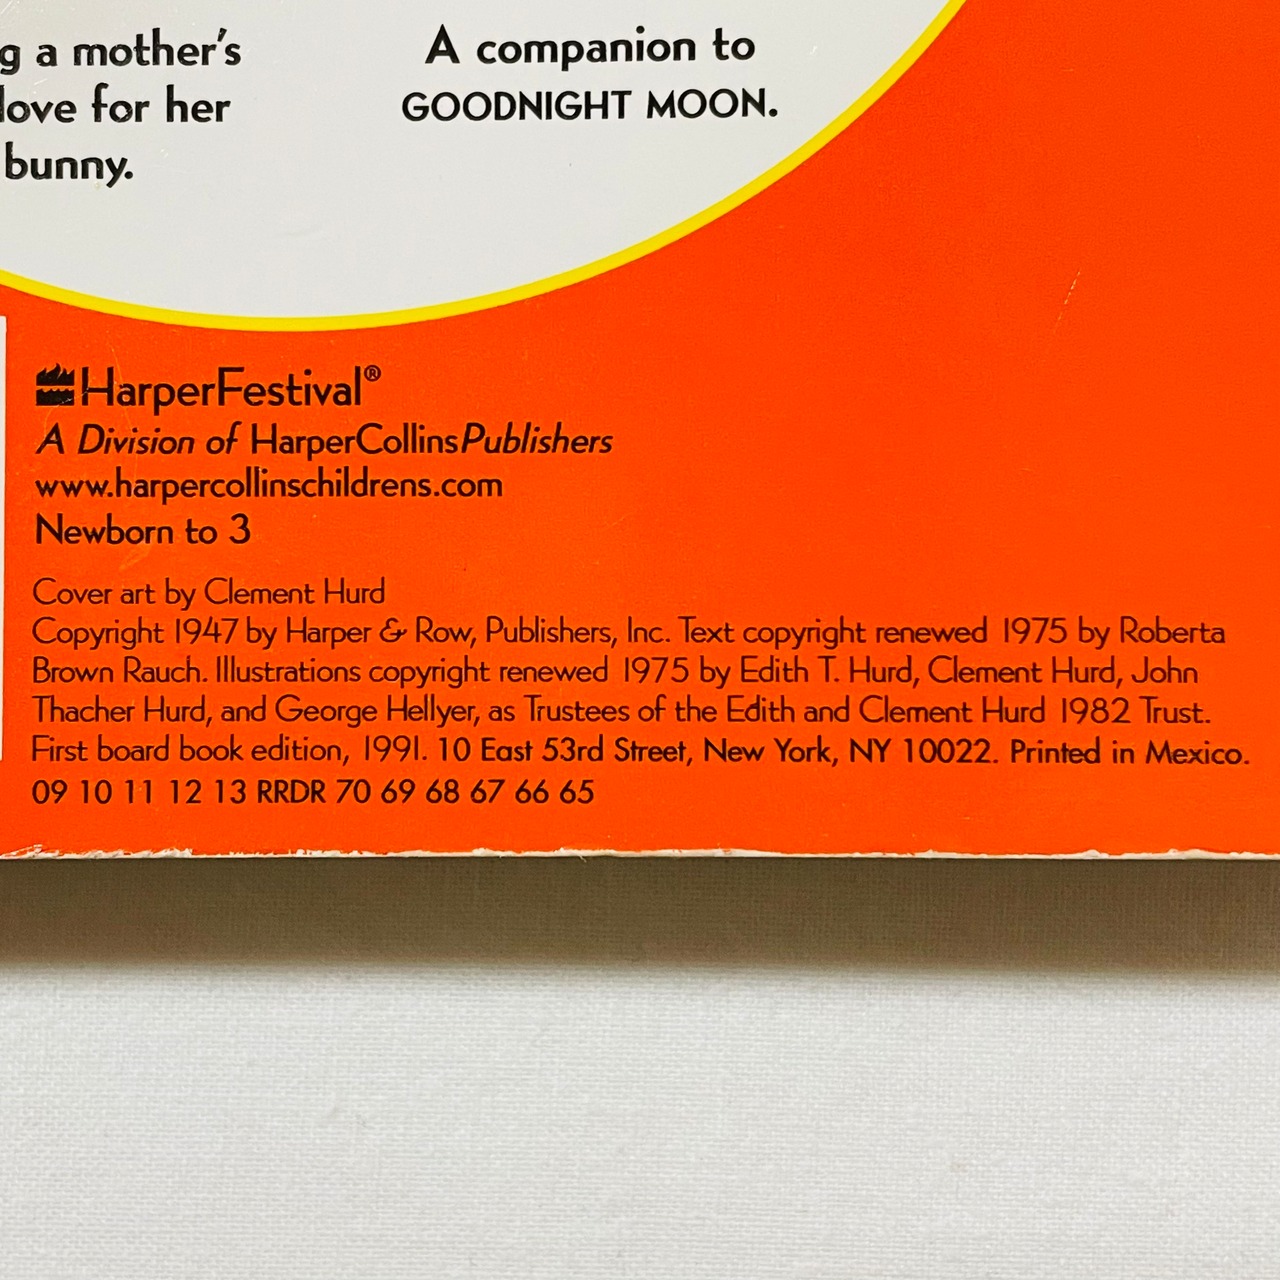 g a mother's
love for her
bunny.
A companion to
GOODNIGHT MOON.
HarperFestival®
A Division of HarperCollinsPublishers
www.harpercollinschildrens.com
Newborn to 3
Cover art by Clement Hurd
Copyright 1947 by Harper & Row, Publishers, Inc. Text copyright renewed 1975 by Roberta
Brown Rauch. Illustrations copyright renewed 1975 by Edith T. Hurd, Clement Hurd, John
Thacher Hurd, and George Hellyer, as Trustees of the Edith and Clement Hurd 1982 Trust.
First board book edition, 1991. 10 East 53rd Street, New York, NY 10022. Printed in Mexico.
09 10 11 12 13 RRDR 70 69 68 67 66 65